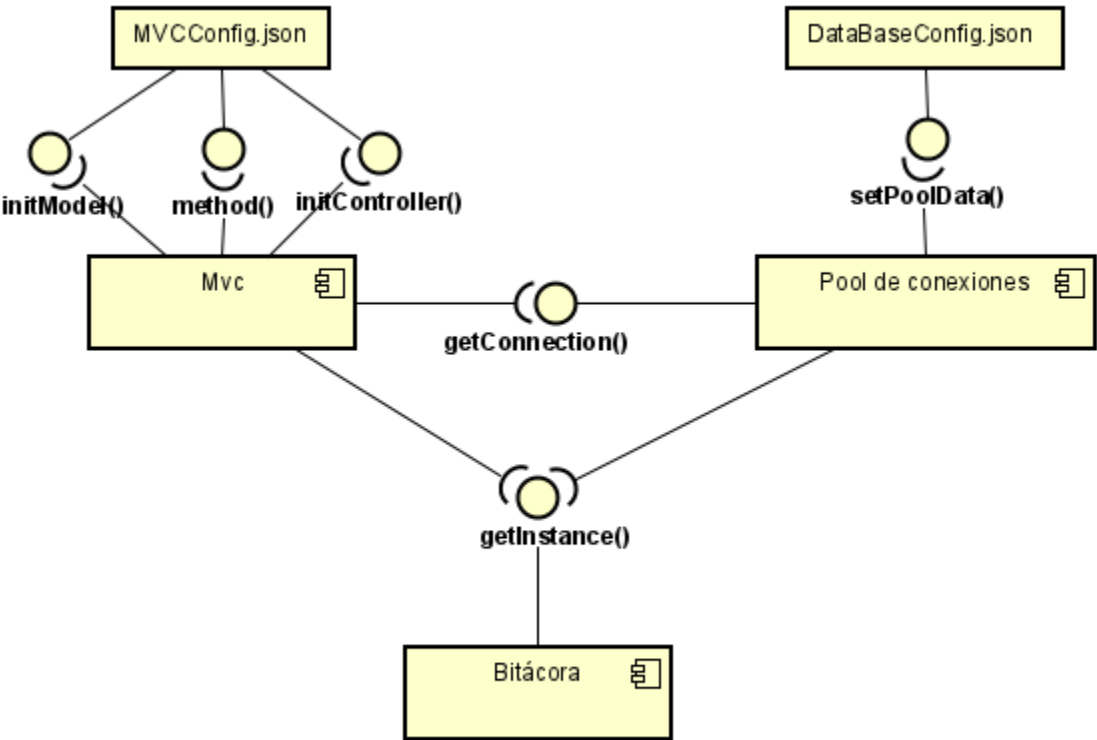 MVCConfig.json
DataBaseConfig.json
initModel()
method()
initController()
setPoolData()
Mvc
Pool de conexiones
getConnection()
getInstance()
Bitácora